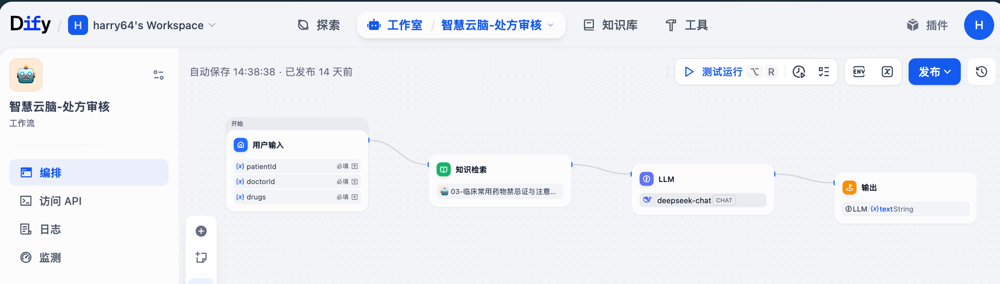 Dify / H harry64's Workspace
探索
工作室 / 智慧云脑-处方审核
知识库
工具
插件
H
智慧云脑-处方审核
工作流
编排
访问 API
日志
监测
自动保存 14:38:38 · 已发布 14 天前
测试运行 ⌥ R
ENV
发布
开始
用户输入
{x} patientId 必填
{x} doctorId 必填
{x} drugs 必填
知识检索
03-临床常用药物禁忌证与注意...
LLM
deepseek-chat CHAT
输出
LLM / {x} text String